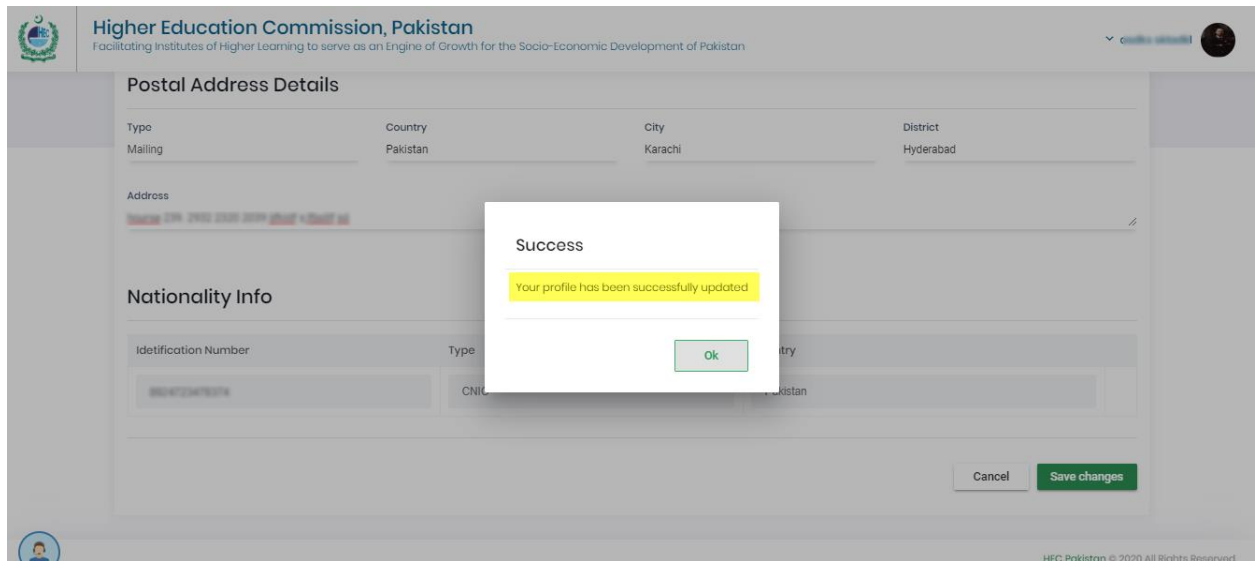 Higher Education Commission, Pakistan
Facilitating Institutes of Higher Learning to serve as an Engine of Growth for the Socio-Economic Development of Pakistan
Postal Address Details
Type Country City District
Mailing Pakistan Karachi Hyderabad
Address
Success
Your profile has been successfully updated
Nationality Info
Idetification Number Type try
Ok
CNIC Pakistan
Cancel Save changes
HEC Pakistan © 2020 All Rights Reserved